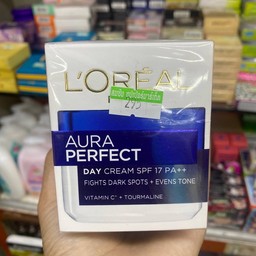 L'ORÉAL
AURA
PERFECT
DAY CREAM SPF 17 PA++
FIGHTS DARK SPOTS + EVENS TONE
VITAMIN C* + TOURMALINE